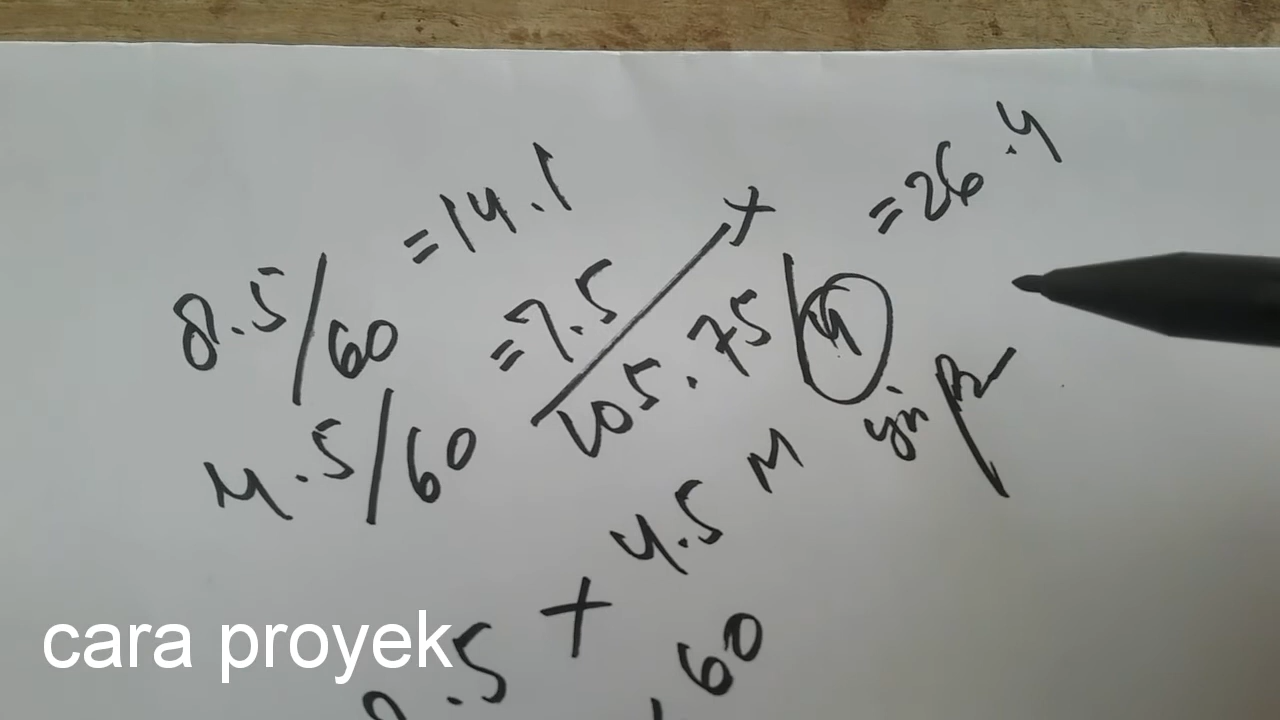 8.5/60 =14.1
4.5/60 =7.5 x
105.75/4 =26.4
8.5 x 4.5 M
60
cara proyek